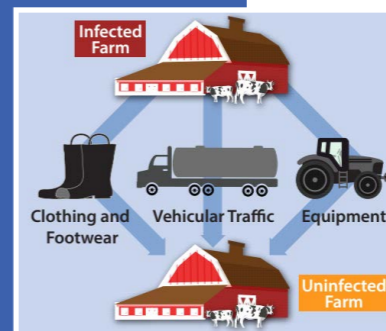 Infected
Farm
Clothing and
Footwear
Vehicular Traffic
Equipment
Uninfected
Farm